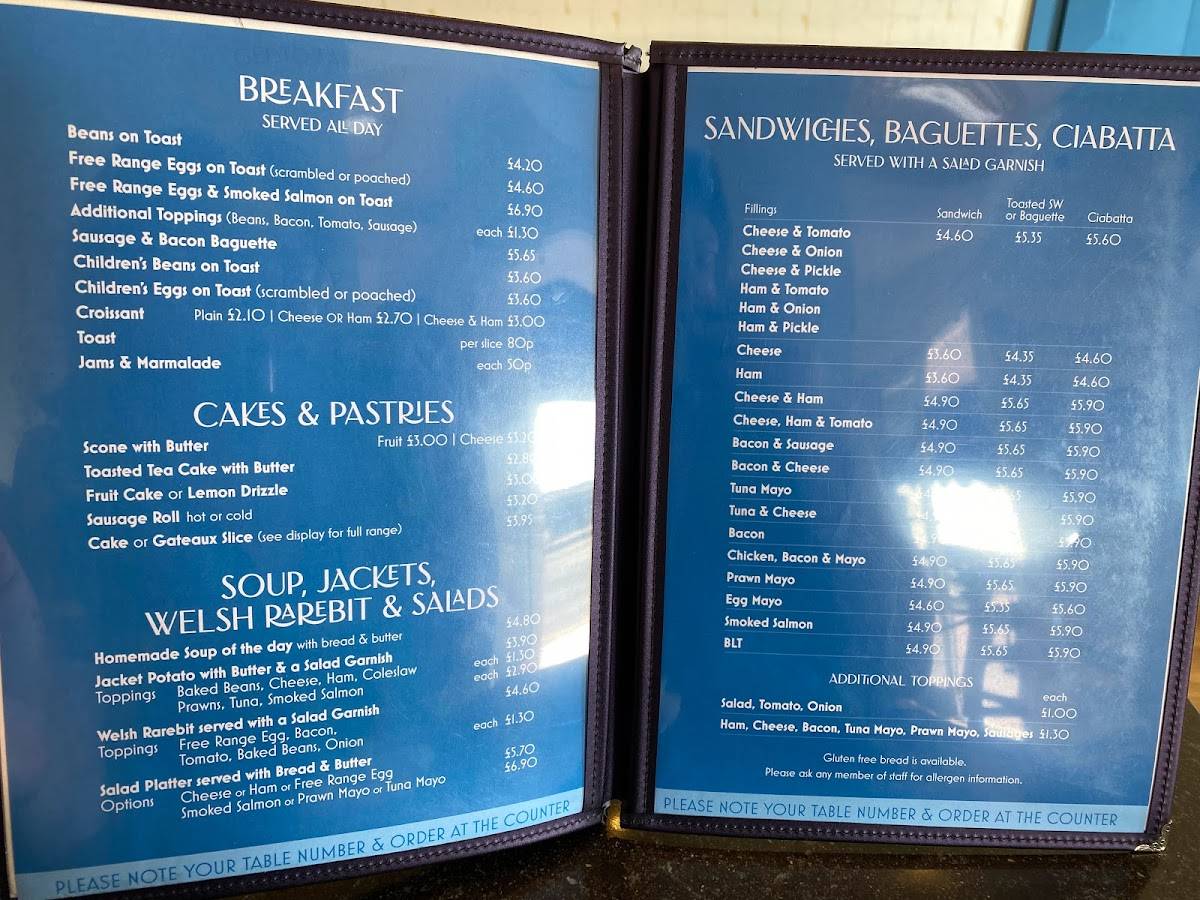 BREAKFAST
SERVED ALL DAY
Beans on Toast £4.20
Free Range Eggs on Toast (scrambled or poached) £4.60
Free Range Eggs & Smoked Salmon on Toast £6.90
Additional Toppings (Beans, Bacon, Tomato, Sausage) each £1.30
Sausage & Bacon Baguette £5.65
Children's Beans on Toast £3.60
Children's Eggs on Toast (scrambled or poached) £3.60
Croissant Plain £2.10 | Cheese OR Ham £2.70 | Cheese & Ham £3.00
Toast per slice 80p
Jams & Marmalade each 50p
CAKES & PASTRIES
Scone with Butter Fruit £3.00 | Cheese £3.20
Toasted Tea Cake with Butter £2.80
Fruit Cake or Lemon Drizzle £3.00
Sausage Roll hot or cold £3.20
Cake or Gateaux Slice (see display for full range) £3.95
SOUP, JACKETS,
WELSH RAREBIT & SALADS
Homemade Soup of the day with bread & butter £4.80
Jacket Potato with Butter & a Salad Garnish £3.90
Toppings Baked Beans, Cheese, Ham, Coleslaw each £1.30
Prawns, Tuna, Smoked Salmon each £2.90
Welsh Rarebit served with a Salad Garnish £4.60
Toppings Free Range Egg, Bacon,
Tomato, Baked Beans, Onion each £1.30
Salad Platter served with Bread & Butter
Options Cheese or Ham or Free Range Egg £5.70
Smoked Salmon or Prawn Mayo or Tuna Mayo £6.90
PLEASE NOTE YOUR TABLE NUMBER & ORDER AT THE COUNTER
SANDWICHES, BAGUETTES, CIABATTA
SERVED WITH A SALAD GARNISH
Fillings Sandwich Toasted SW or Baguette Ciabatta
Cheese & Tomato £4.60 £5.35 £5.60
Cheese & Onion
Cheese & Pickle
Ham & Tomato
Ham & Onion
Ham & Pickle
Cheese £3.60 £4.35 £4.60
Ham £3.60 £4.35 £4.60
Cheese & Ham £4.90 £5.65 £5.90
Cheese, Ham & Tomato £4.90 £5.65 £5.90
Bacon & Sausage £4.90 £5.65 £5.90
Bacon & Cheese £4.90 £5.65 £5.90
Tuna Mayo £5.90
Tuna & Cheese £5.90
Bacon £5.90
Chicken, Bacon & Mayo £4.90 £5.65 £5.90
Prawn Mayo £4.90 £5.65 £5.90
Egg Mayo £4.60 £5.35 £5.60
Smoked Salmon £4.90 £5.65 £5.90
BLT £4.90 £5.65 £5.90
ADDITIONAL TOPPINGS
each
Salad, Tomato, Onion £1.00
Ham, Cheese, Bacon, Tuna Mayo, Prawn Mayo, Sausages £1.30
Gluten free bread is available.
Please ask any member of staff for allergen information.
PLEASE NOTE YOUR TABLE NUMBER & ORDER AT THE COUNTER